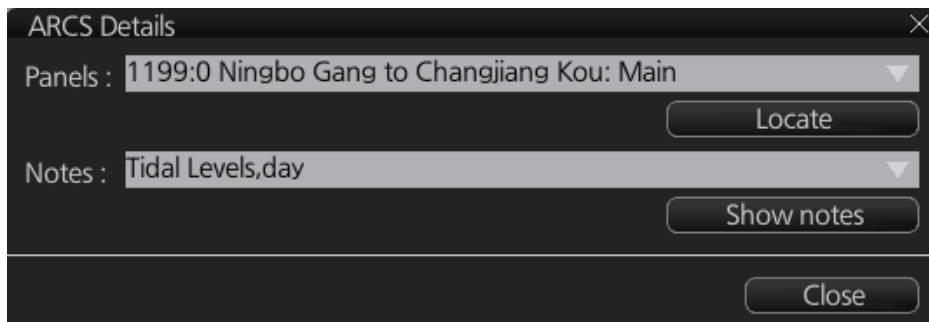 ARCS Details
Panels : 1199:0 Ningbo Gang to Changjiang Kou: Main
Locate
Notes : Tidal Levels,day
Show notes
Close